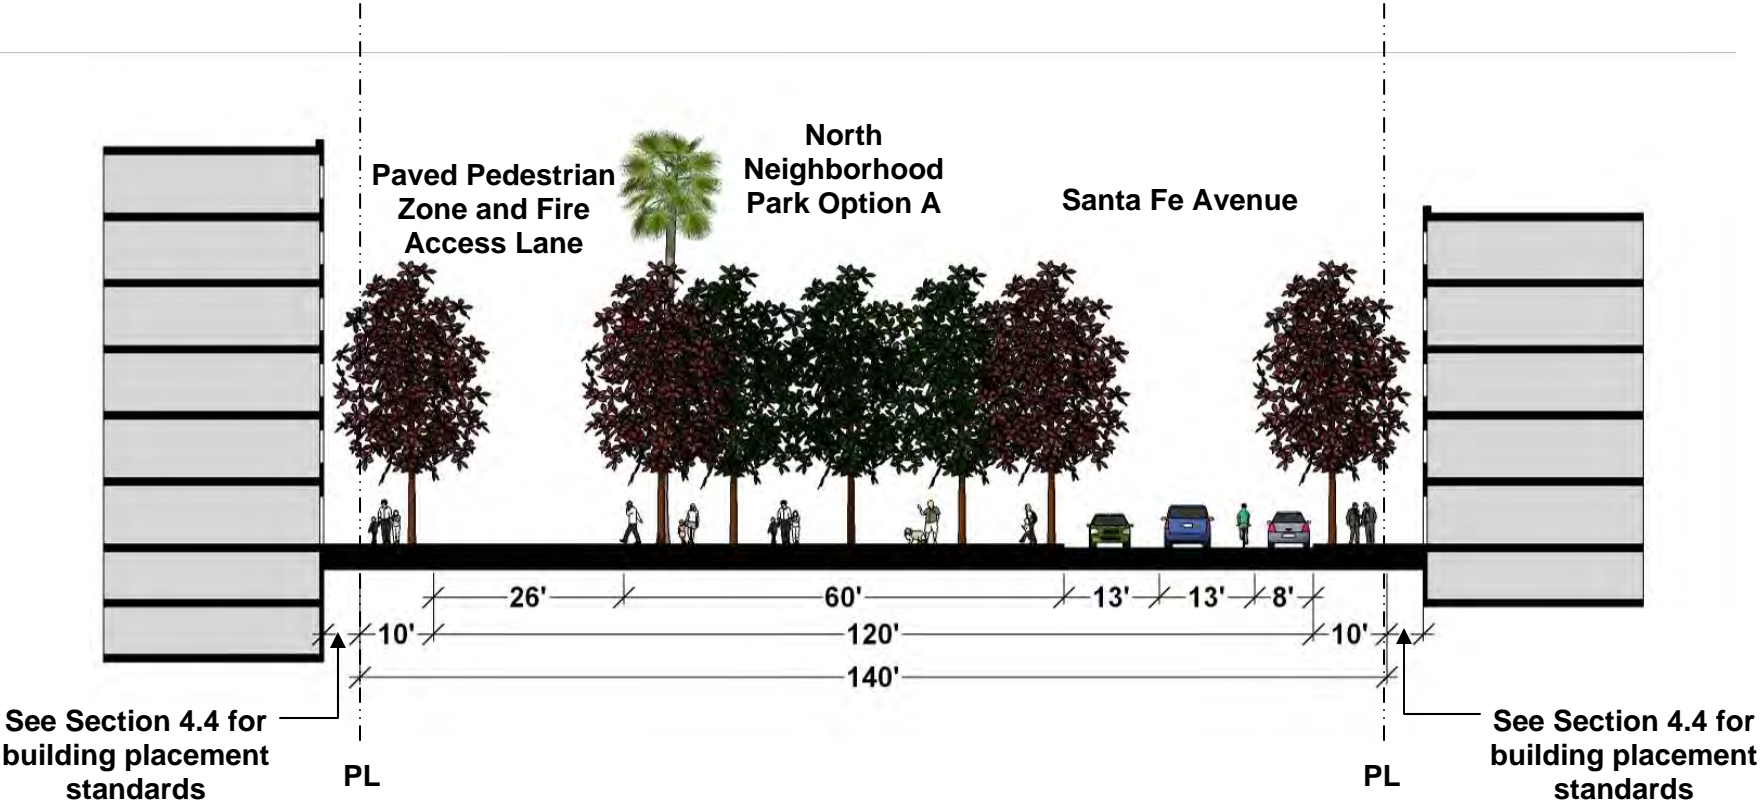 North
Neighborhood
Park Option A
Paved Pedestrian
Zone and Fire
Access Lane
Santa Fe Avenue
26'
60'
13'
13'
8'
10'
120'
10'
140'
See Section 4.4 for
building placement
standards
PL
PL
See Section 4.4 for
building placement
standards